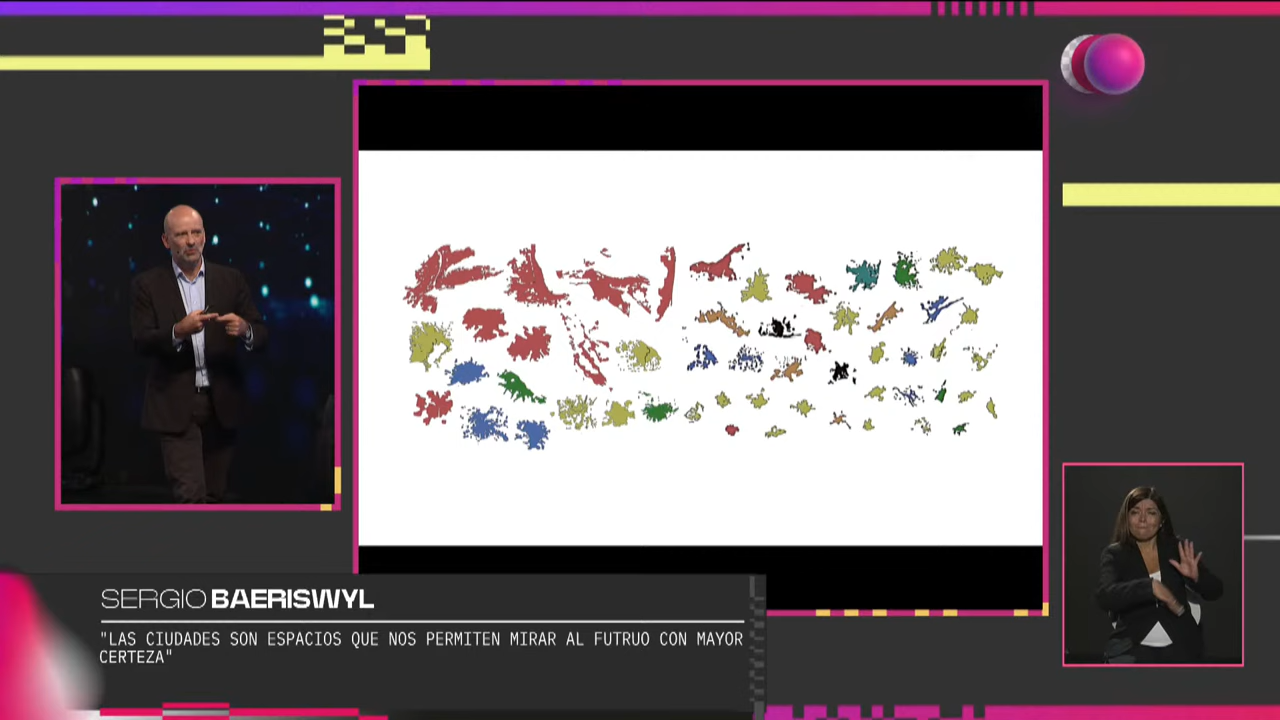 SERGIO BAERISWYL
"LAS CIUDADES SON ESPACIOS QUE NOS PERMITEN MIRAR AL FUTRUO CON MAYOR
CERTEZA"